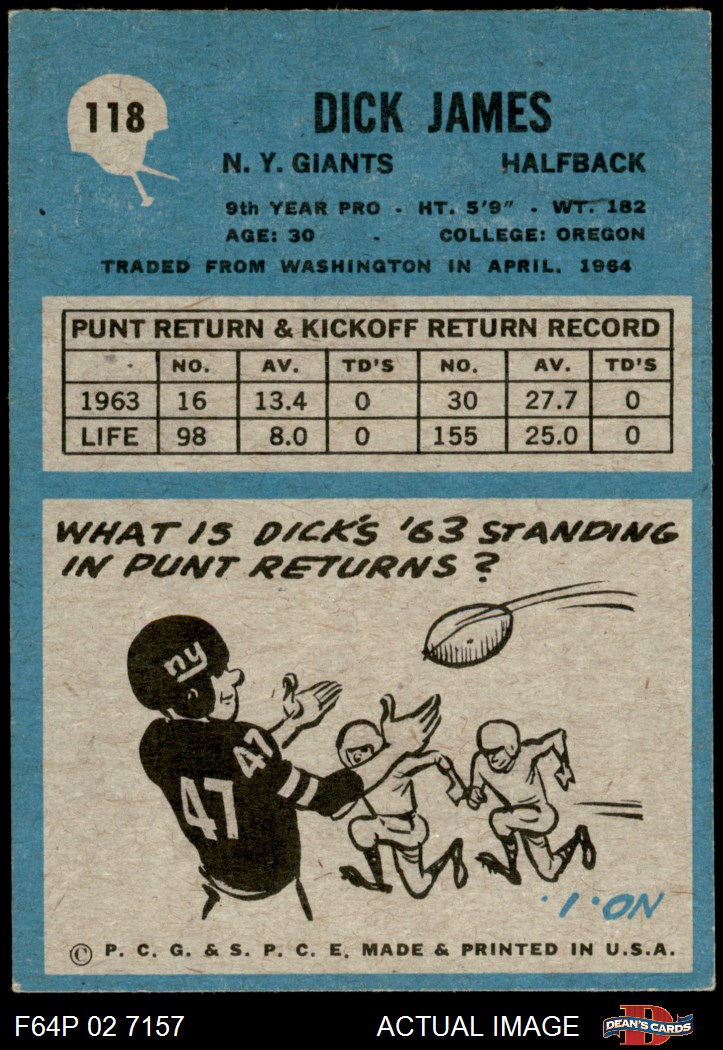 118
DICK JAMES
N. Y. GIANTS HALFBACK
9th YEAR PRO - HT. 5'9" - WT. 182
AGE: 30 - COLLEGE: OREGON
TRADED FROM WASHINGTON IN APRIL, 1964
PUNT RETURN & KICKOFF RETURN RECORD
NO. AV. TD'S NO. AV. TD'S
1963 16 13.4 0 30 27.7 0
LIFE 98 8.0 0 155 25.0 0
WHAT IS DICK'S '63 STANDING
IN PUNT RETURNS?
ny
47
47
NO. 1.
© P. C. G. & S. P. C. E. MADE & PRINTED IN U.S.A.
F64P 02 7157 ACTUAL IMAGE
D
DEAN'S CARDS